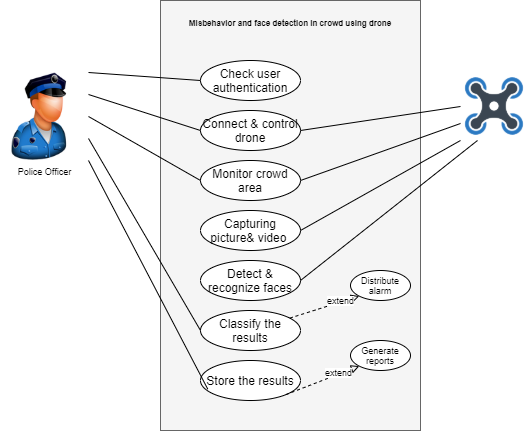 Misbehavior and face detection in crowd using drone
Check user
authentication
Connect & control
drone
Police Officer
Monitor crowd
area
Capturing
picture& video
Detect &
recognize faces
Distribute
alarm
extend
Classify the
results
Generate
reports
extend
Store the results